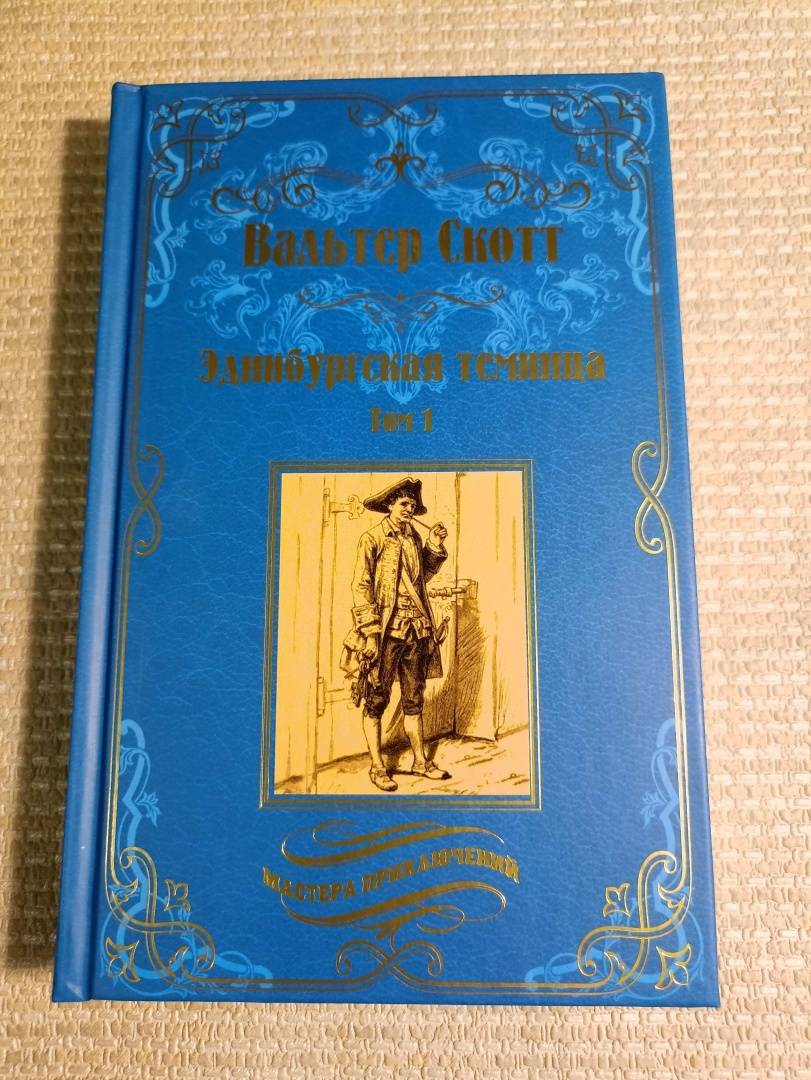 Вальтер Скотт
Эдинбургская темница
Том 1
МАСТЕРА ПРИКЛЮЧЕНИЙ